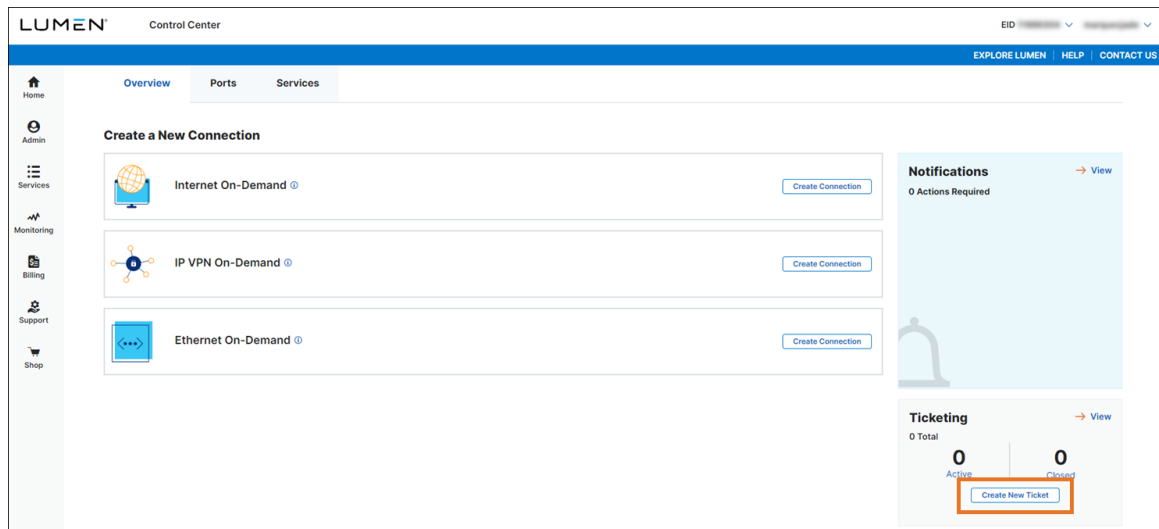 LUMEN® Control Center
EID
EXPLORE LUMEN | HELP | CONTACT US
Home
Admin
Services
Monitoring
Billing
Support
Shop
Overview Ports Services
Create a New Connection
Internet On-Demand
Create Connection
IP VPN On-Demand
Create Connection
Ethernet On-Demand
Create Connection
Notifications
→ View
0 Actions Required
Ticketing
→ View
0 Total
0 0
Active Closed
Create New Ticket